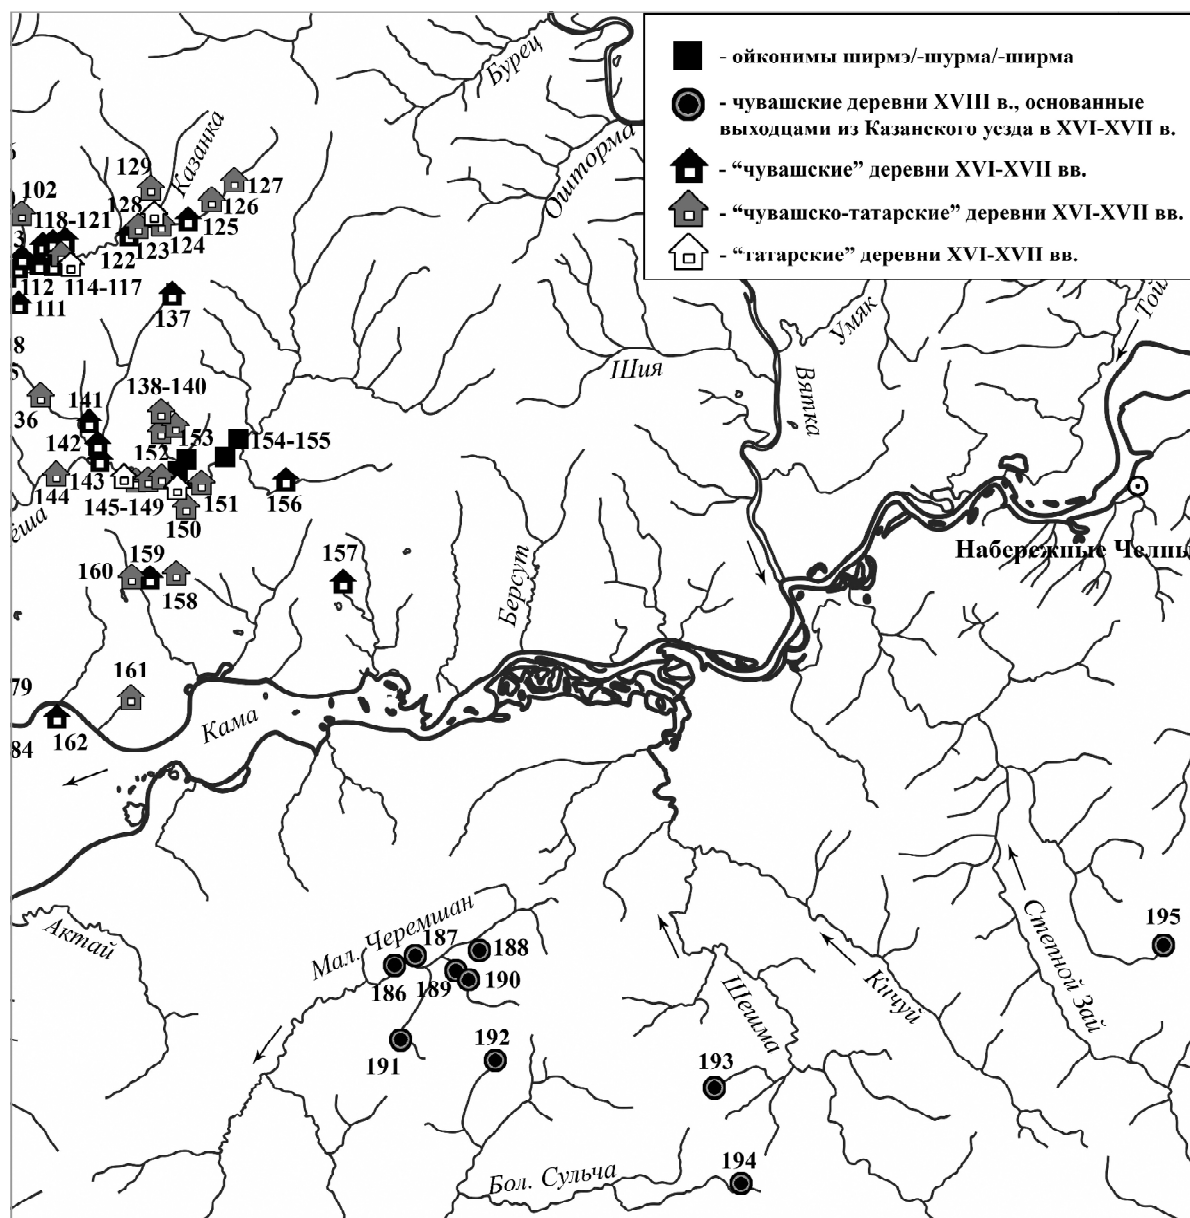 Бурец
- ойконимы ширмэ/-шурма/-ширма
- чувашские деревни XVIII в., основанные
выходцами из Казанского уезда в XVI-XVII в.
- “чувашские” деревни XVI-XVII вв.
- “чувашско-татарские” деревни XVI-XVII вв.
- “татарские” деревни XVI-XVII вв.
Казанка
Ошторма
129
127
102
128
126
118-121
125
124
123
122
112
114-117
111
137
Умяк
Шия
Вятка
138-140
141
36
142
153
154-155
152
143
144
145-149
151
156
150
Набережные Челны
159
157
160
158
Берсут
161
79
Кама
162
84
Актай
Мал. Черемшан
187
188
186
189
190
191
192
Шешма
Кичуй
Степной Зай
195
193
194
Бол. Сульча